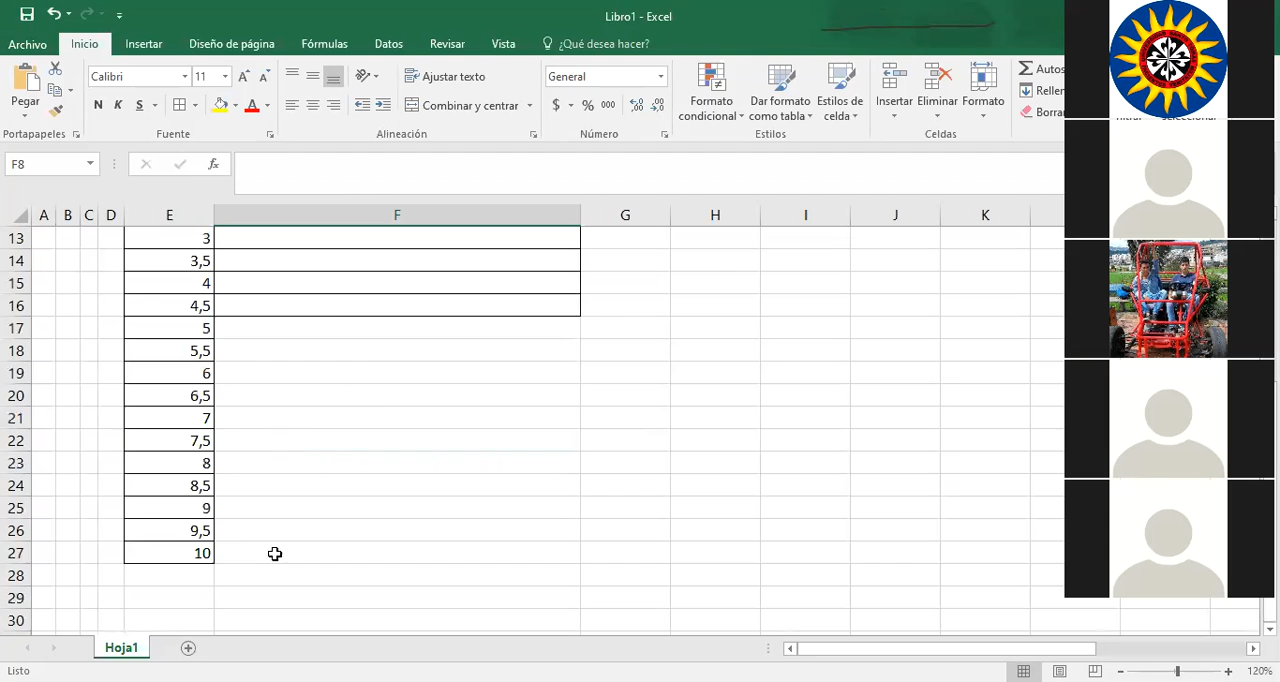 Libro1 - Excel
Archivo Inicio Insertar Diseño de página Fórmulas Datos Revisar Vista ¿Qué desea hacer?
Calibri 11 Ajustar texto General Autos
Pegar N K S A Combinar y centrar $ % 000 Formato condicional Dar formato como tabla Estilos de celda Insertar Eliminar Formato Rellen
Borra
Portapapeles Fuente Alineación Número Estilos Celdas
F8 fx
A B C D E F G H I J K
13 3
14 3,5
15 4
16 4,5
17 5
18 5,5
19 6
20 6,5
21 7
22 7,5
23 8
24 8,5
25 9
26 9,5
27 10
28
29
30
Hoja1
Listo 120%